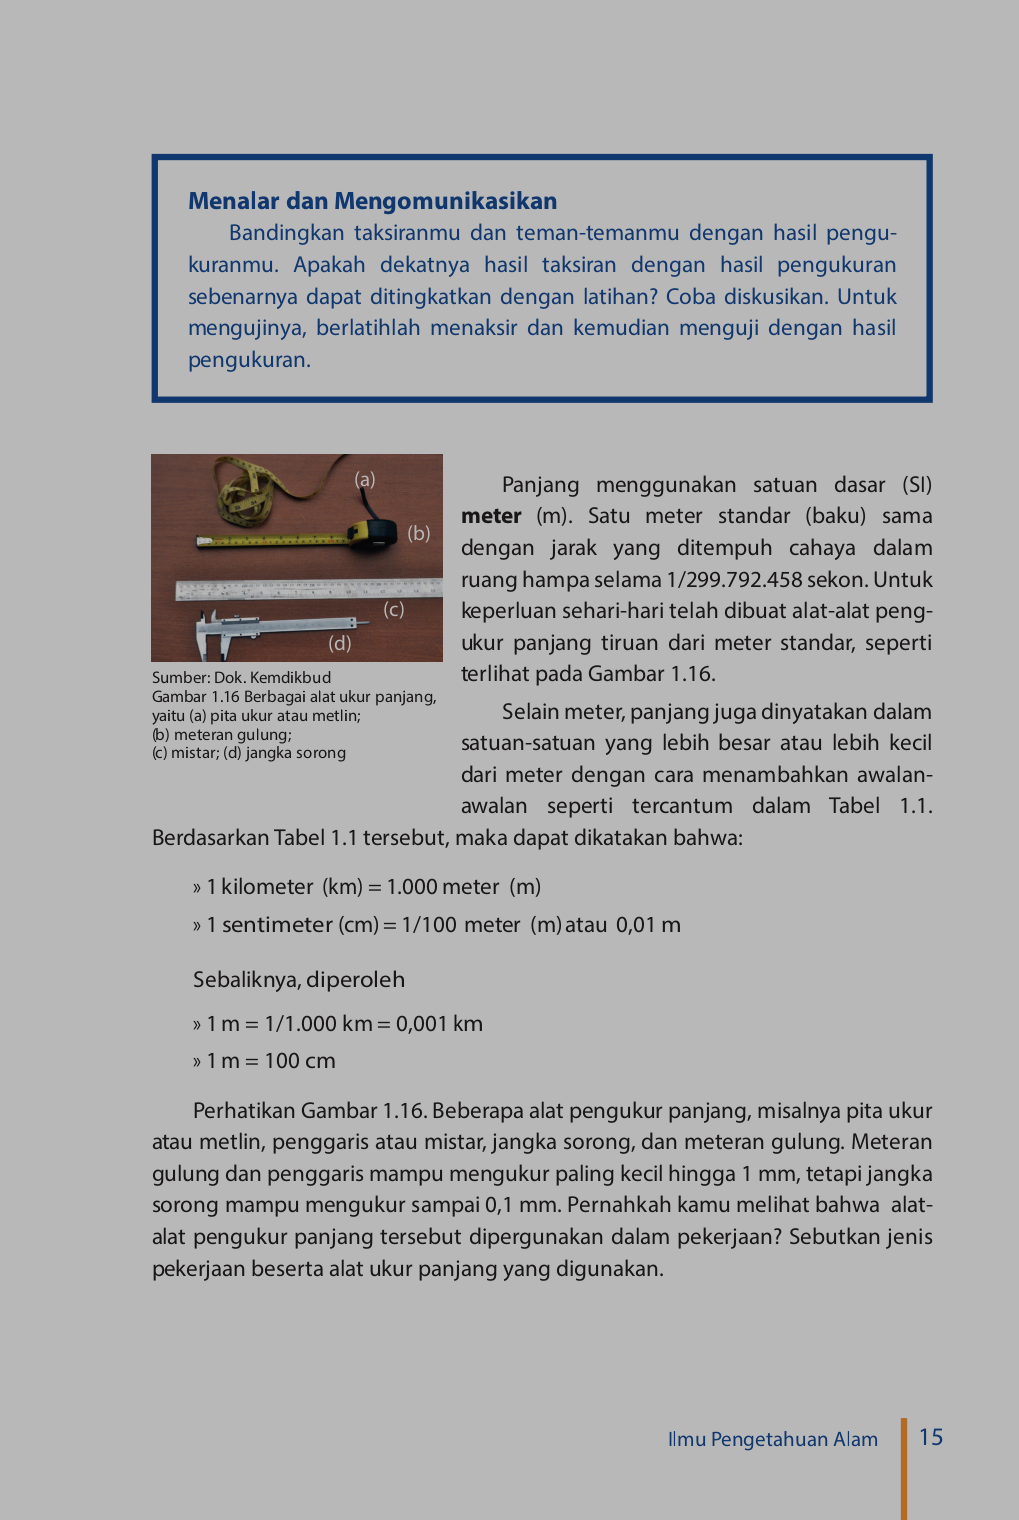 Menalar dan Mengomunikasikan
Bandingkan taksiranmu dan teman-temanmu dengan hasil pengu-
kuranmu. Apakah dekatnya hasil taksiran dengan hasil pengukuran
sebenarnya dapat ditingkatkan dengan latihan? Coba diskusikan. Untuk
mengujinya, berlatihlah menaksir dan kemudian menguji dengan hasil
pengukuran.
(a)
(b)
(c)
(d)
Sumber: Dok. Kemdikbud
Gambar 1.16 Berbagai alat ukur panjang,
yaitu (a) pita ukur atau metlin;
(b) meteran gulung;
(c) mistar; (d) jangka sorong
Panjang menggunakan satuan dasar (SI)
meter (m). Satu meter standar (baku) sama
dengan jarak yang ditempuh cahaya dalam
ruang hampa selama 1/299.792.458 sekon. Untuk
keperluan sehari-hari telah dibuat alat-alat peng-
ukur panjang tiruan dari meter standar, seperti
terlihat pada Gambar 1.16.
Selain meter, panjang juga dinyatakan dalam
satuan-satuan yang lebih besar atau lebih kecil
dari meter dengan cara menambahkan awalan-
awalan seperti tercantum dalam Tabel 1.1.
Berdasarkan Tabel 1.1 tersebut, maka dapat dikatakan bahwa:
» 1 kilometer (km) = 1.000 meter (m)
» 1 sentimeter (cm) = 1/100 meter (m) atau 0,01 m
Sebaliknya, diperoleh
» 1 m = 1/1.000 km = 0,001 km
» 1 m = 100 cm
Perhatikan Gambar 1.16. Beberapa alat pengukur panjang, misalnya pita ukur
atau metlin, penggaris atau mistar, jangka sorong, dan meteran gulung. Meteran
gulung dan penggaris mampu mengukur paling kecil hingga 1 mm, tetapi jangka
sorong mampu mengukur sampai 0,1 mm. Pernahkah kamu melihat bahwa alat-
alat pengukur panjang tersebut dipergunakan dalam pekerjaan? Sebutkan jenis
pekerjaan beserta alat ukur panjang yang digunakan.
Ilmu Pengetahuan Alam
15